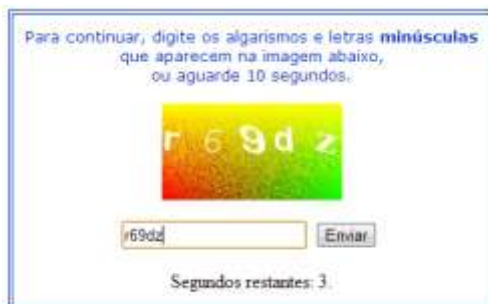 Para continuar, digite os algarismos e letras minúsculas
que aparecem na imagem abaixo,
ou aguarde 10 segundos.
r 6 9 d z
r69dz
Enviar
Segundos restantes: 3.